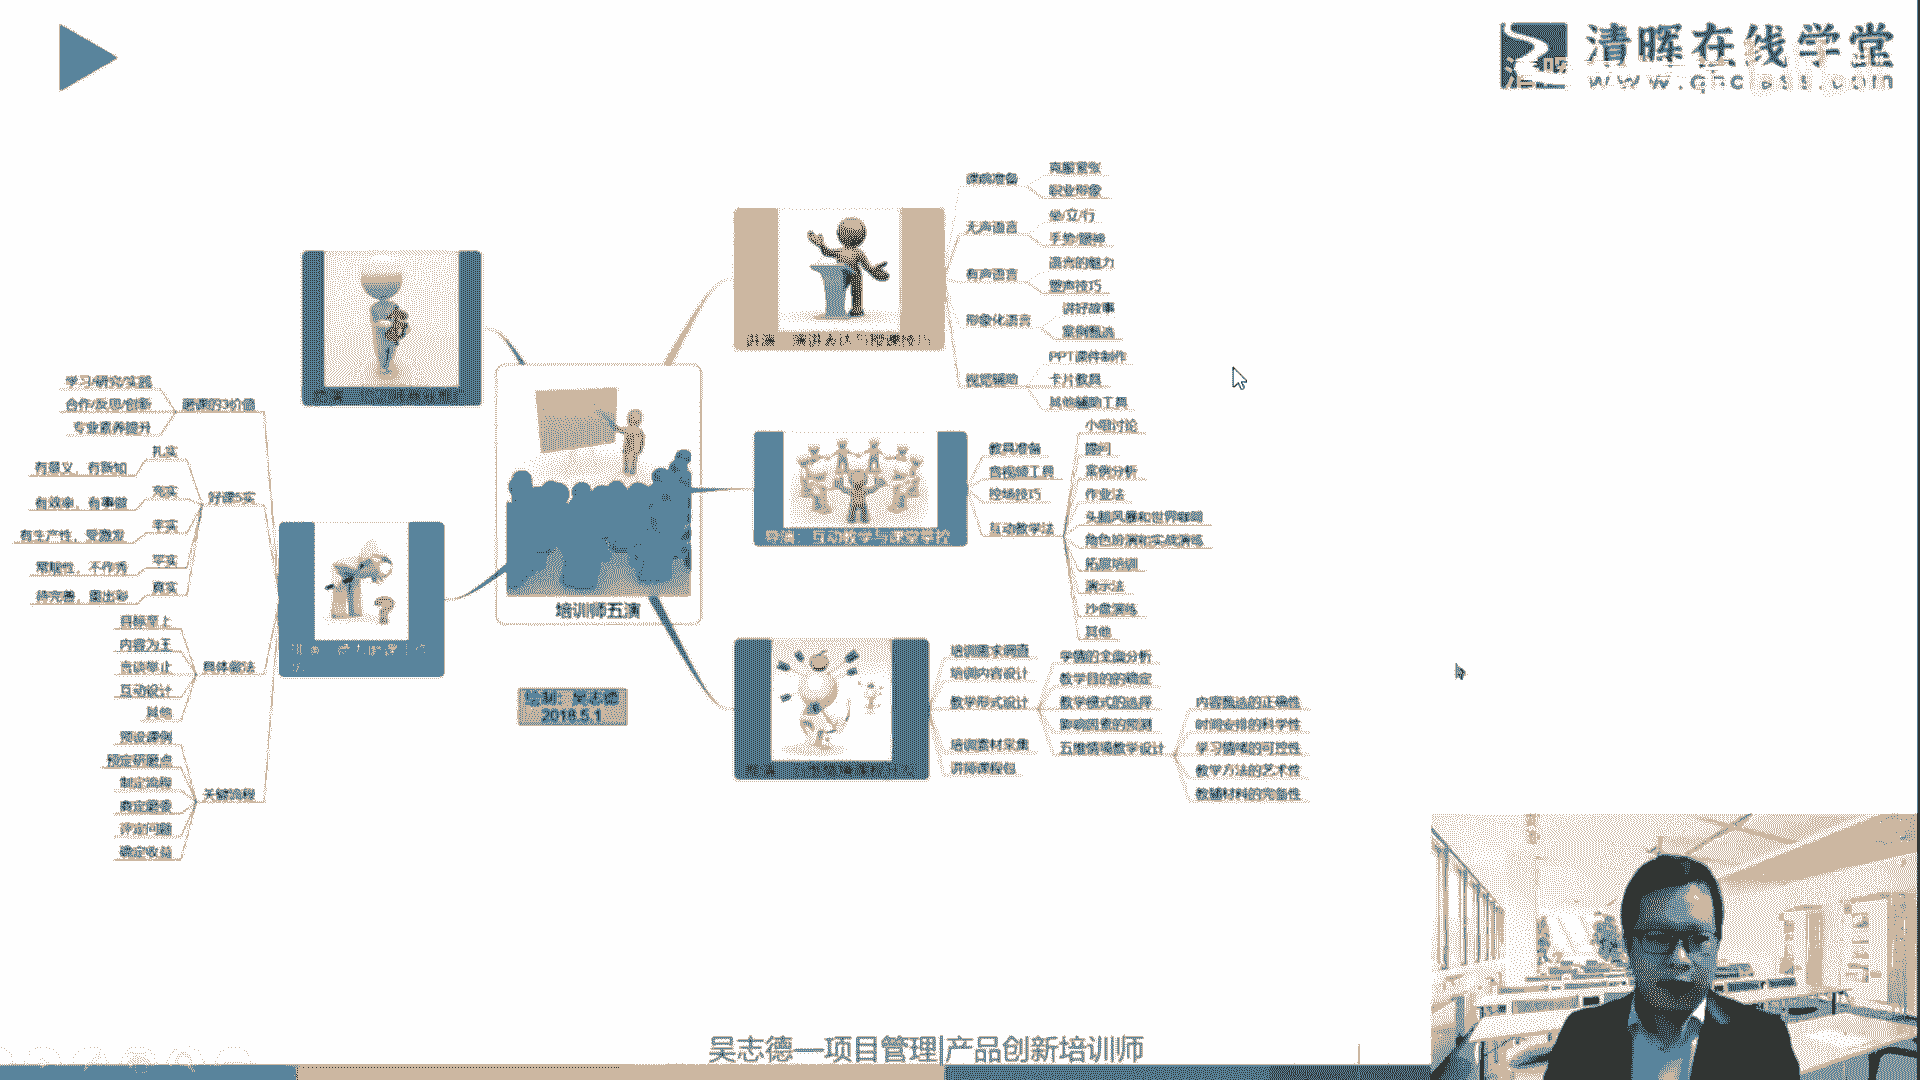 清晖在线学堂
www.qhclass.com
课前准备
克服紧张
职业形象
无声语言
坐/立/行
手势/眼神
有声语言
语言的魅力
塑声技巧
形象化语言
讲好故事
案例甄选
视觉辅助
PPT课件制作
卡片教具
其他辅助工具
讲演：演讲表达与授课技巧
导演：互动教学与课堂掌控
教具准备
音视频工具
控场技巧
互动教学法
小组讨论
提问
案例分析
作业法
头脑风暴和世界咖啡
角色扮演和实战演练
拓展培训
演示法
沙盘演练
其他
培训需求调查
培训内容设计
教学形式设计
培训素材采集
讲师课程包
学情的全面分析
教学目的的确定
教学模式的选择
影响因素的预测
五维情境教学设计
内容甄选的正确性
时间安排的科学性
学习情绪的可控性
教学方法的艺术性
教辅材料的完备性
培训师五演
绘制：吴志德
2018.5.1
磨课的3价值
学习/研究/实践
合作/反思/创新
专业素养提升
好课5实
扎实
有意义，有新知
充实
有效率，有事做
丰实
有生产性，受激发
平实
常态性，不作秀
真实
待完善，重出彩
具体做法
目标至上
内容为王
言谈举止
互动设计
其他
关键流程
预设课例
预定研磨点
制定流程
商定要务
评定问题
确定收益
吴志德—项目管理|产品创新培训师